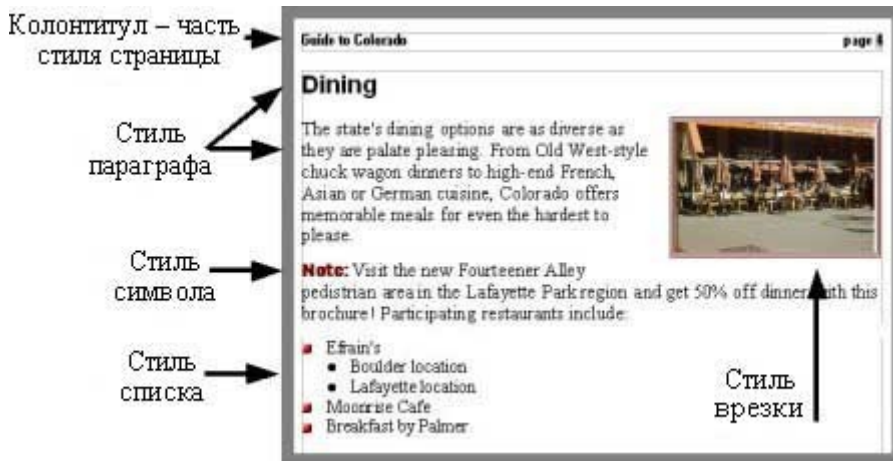 Колонтитул – часть
стиля страницы
Guide to Colorado page 4
Dining
Стиль
параграфа
The state's dining options are as diverse as
they are palate pleasing. From Old West-style
chuck wagon dinners to high-end French,
Asian or German cuisine, Colorado offers
memorable meals for even the hardest to
please.
Стиль
символа
Note: Visit the new Fourteener Alley
pedistrian area in the Lafayette Park region and get 50% off dinner with this
brochure! Participating restaurants include:
Стиль
списка
Efrain's
Boulder location
Lafayette location
Moonrise Cafe
Breakfast by Palmer
Стиль
врезки